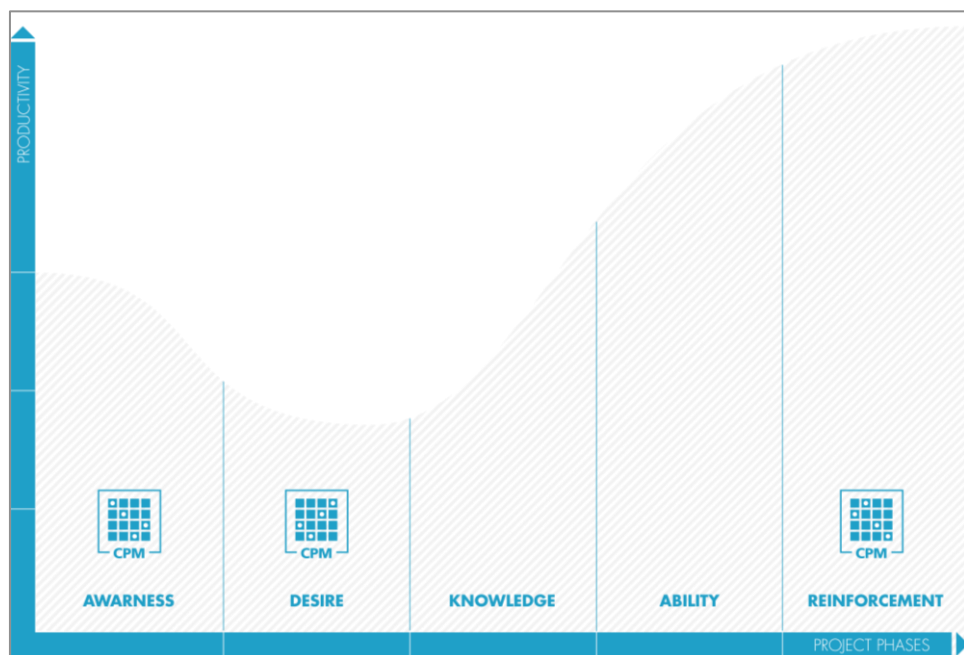 PRODUCTIVITY
CPM
CPM
CPM
AWARNESS
DESIRE
KNOWLEDGE
ABILITY
REINFORCEMENT
PROJECT PHASES